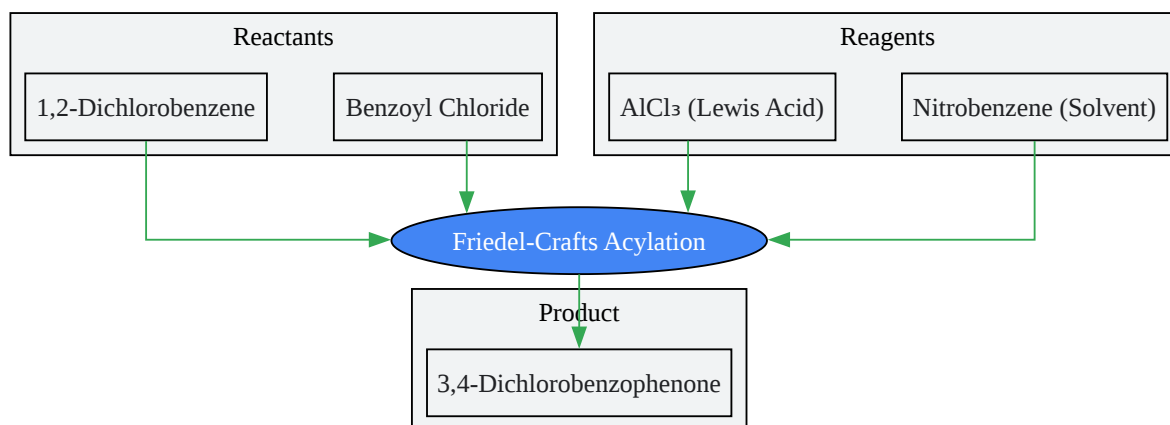 Reactants
Reagents
1,2-Dichlorobenzene
Benzoyl Chloride
AlCl₃ (Lewis Acid)
Nitrobenzene (Solvent)
Friedel-Crafts Acylation
Product
3,4-Dichlorobenzophenone